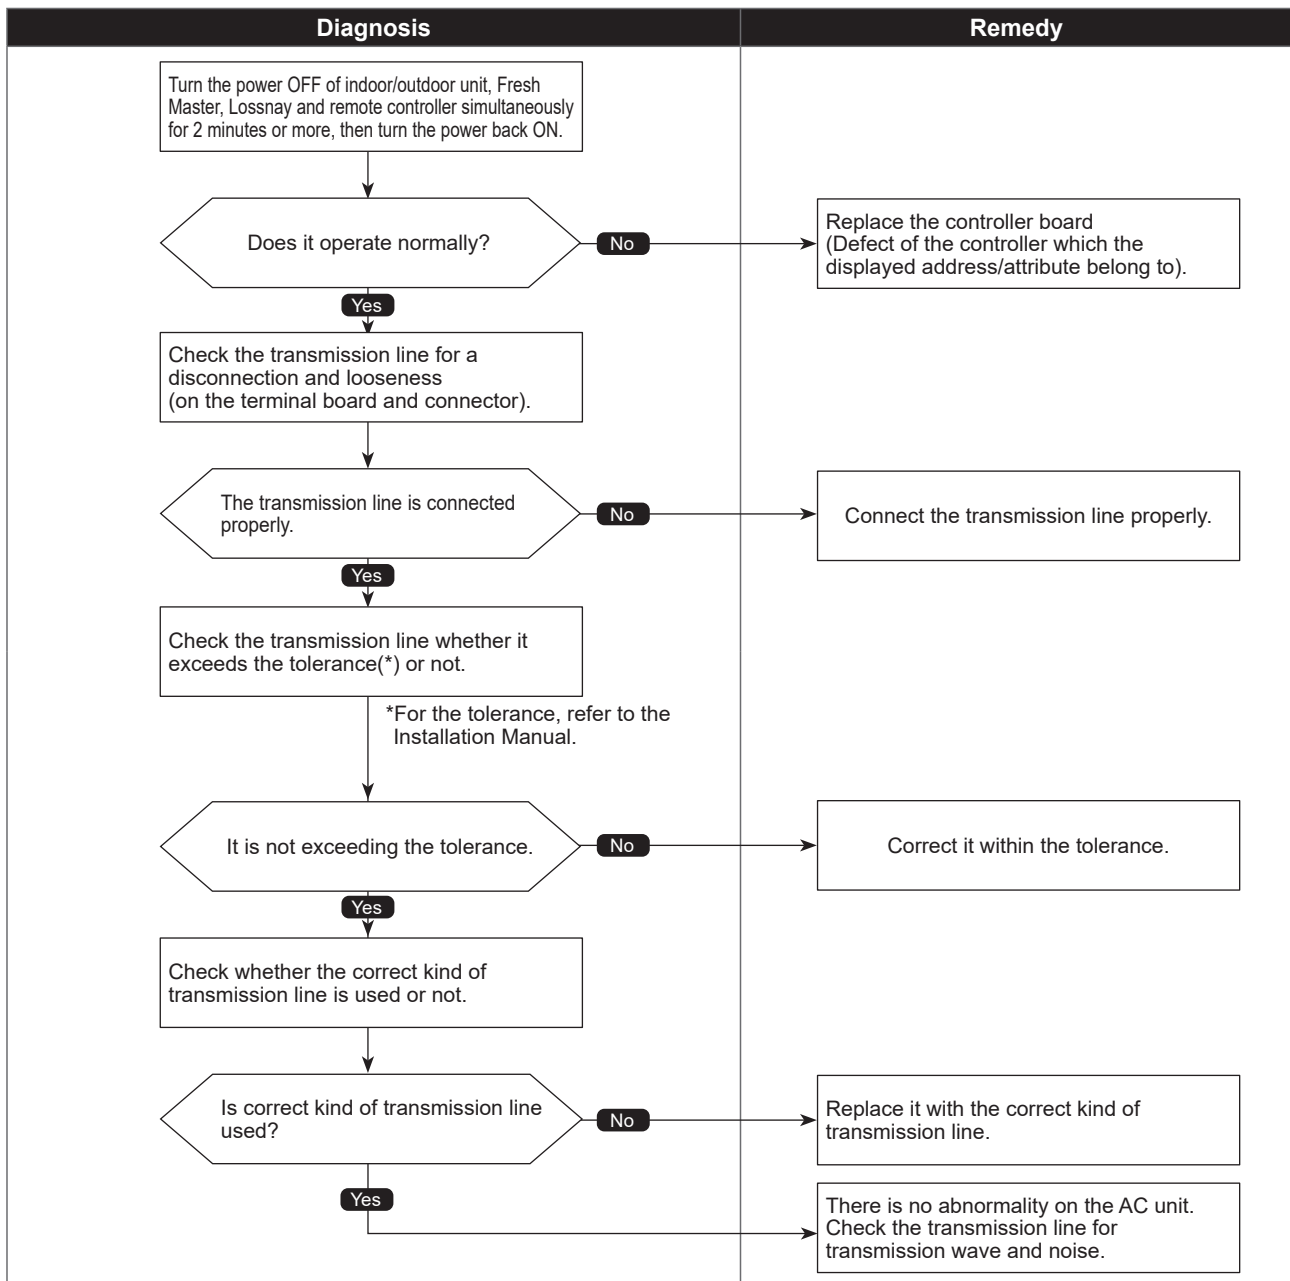 Diagnosis
Remedy
Turn the power OFF of indoor/outdoor unit, Fresh
Master, Lossnay and remote controller simultaneously
for 2 minutes or more, then turn the power back ON.
Does it operate normally?
No
Replace the controller board
(Defect of the controller which the
displayed address/attribute belong to).
Yes
Check the transmission line for a
disconnection and looseness
(on the terminal board and connector).
The transmission line is connected
properly.
No
Connect the transmission line properly.
Yes
Check the transmission line whether it
exceeds the tolerance(*) or not.
*For the tolerance, refer to the
Installation Manual.
It is not exceeding the tolerance.
No
Correct it within the tolerance.
Yes
Check whether the correct kind of
transmission line is used or not.
Is correct kind of transmission line
used?
No
Replace it with the correct kind of
transmission line.
Yes
There is no abnormality on the AC unit.
Check the transmission line for
transmission wave and noise.